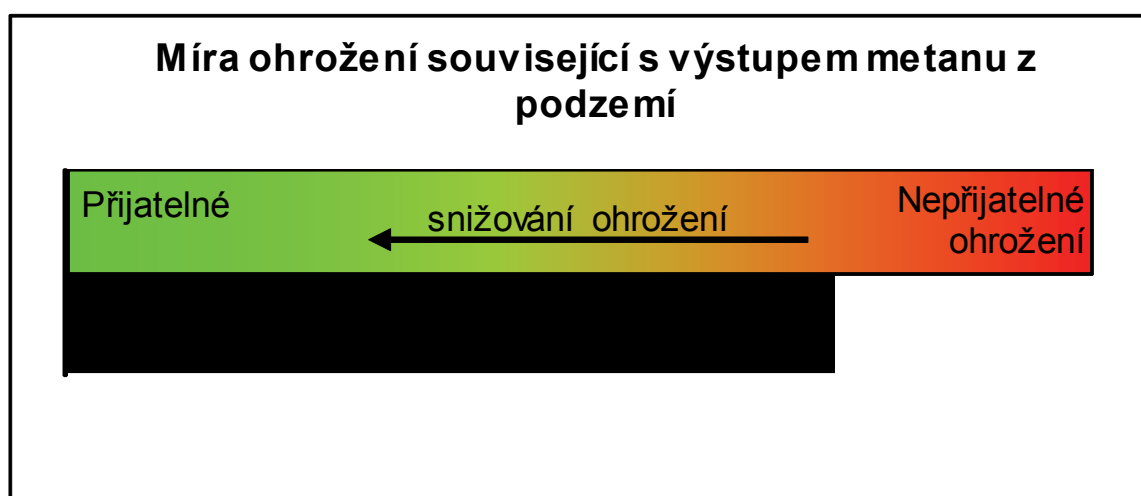 Míra ohrožení související s výstupem metanu z
podzemí
Přijatelné
snižování ohrožení
Nepřijatelné
ohrožení